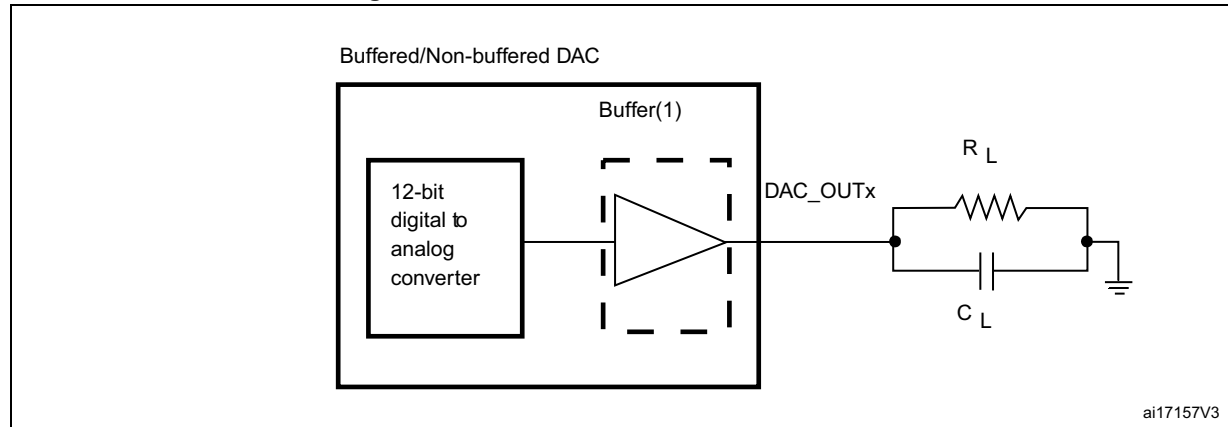 Buffered/Non-buffered DAC
Buffer(1)
12-bit
digital to
analog
converter
DAC_OUTx
R L
C L
ai17157V3